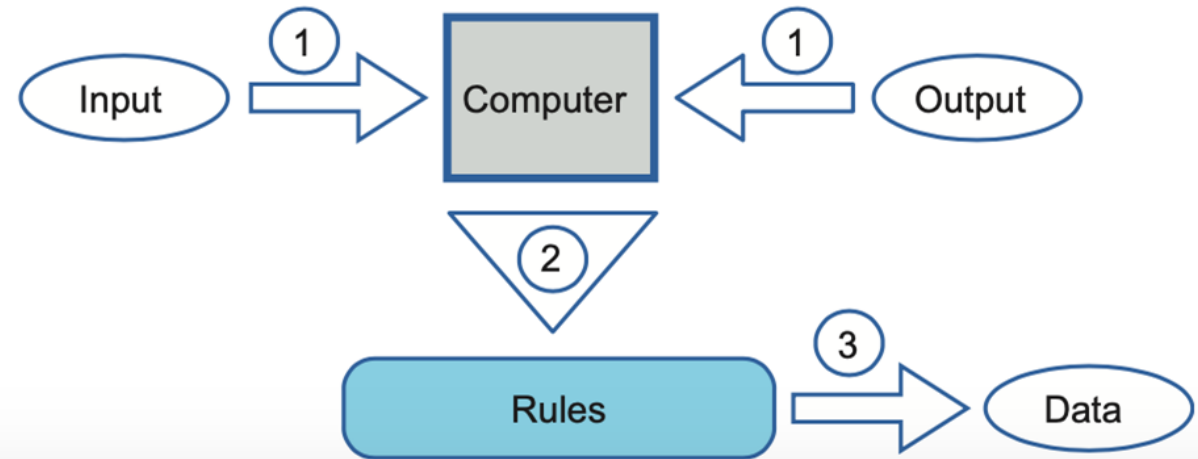 1
1
Input
Computer
Output
2
3
Rules
Data